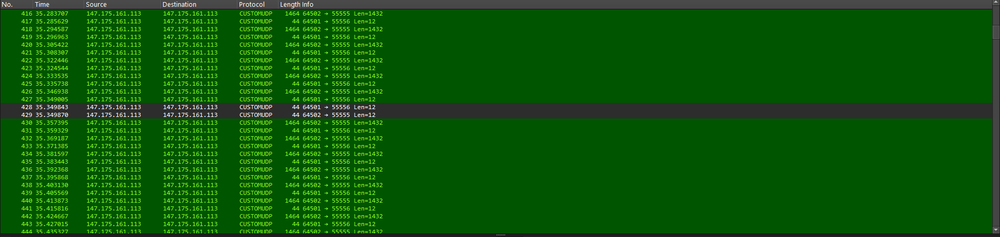 No. Time Source Destination Protocol Length Info
416 35.283707 147.175.161.113 147.175.161.113 CUSTOMUDP 1464 64502 → 55555 Len=1432
417 35.285629 147.175.161.113 147.175.161.113 CUSTOMUDP 44 64501 → 55556 Len=12
418 35.294587 147.175.161.113 147.175.161.113 CUSTOMUDP 1464 64502 → 55555 Len=1432
419 35.296963 147.175.161.113 147.175.161.113 CUSTOMUDP 44 64501 → 55556 Len=12
420 35.305422 147.175.161.113 147.175.161.113 CUSTOMUDP 1464 64502 → 55555 Len=1432
421 35.308307 147.175.161.113 147.175.161.113 CUSTOMUDP 44 64501 → 55556 Len=12
422 35.322446 147.175.161.113 147.175.161.113 CUSTOMUDP 1464 64502 → 55555 Len=1432
423 35.324544 147.175.161.113 147.175.161.113 CUSTOMUDP 44 64501 → 55556 Len=12
424 35.333535 147.175.161.113 147.175.161.113 CUSTOMUDP 1464 64502 → 55555 Len=1432
425 35.335738 147.175.161.113 147.175.161.113 CUSTOMUDP 44 64501 → 55556 Len=12
426 35.346938 147.175.161.113 147.175.161.113 CUSTOMUDP 1464 64502 → 55555 Len=1432
427 35.349005 147.175.161.113 147.175.161.113 CUSTOMUDP 44 64501 → 55556 Len=12
428 35.349843 147.175.161.113 147.175.161.113 CUSTOMUDP 44 64501 → 55556 Len=12
429 35.349870 147.175.161.113 147.175.161.113 CUSTOMUDP 44 64502 → 55555 Len=12
430 35.357395 147.175.161.113 147.175.161.113 CUSTOMUDP 1464 64502 → 55555 Len=1432
431 35.359329 147.175.161.113 147.175.161.113 CUSTOMUDP 44 64501 → 55556 Len=12
432 35.369187 147.175.161.113 147.175.161.113 CUSTOMUDP 1464 64502 → 55555 Len=1432
433 35.371385 147.175.161.113 147.175.161.113 CUSTOMUDP 44 64501 → 55556 Len=12
434 35.381597 147.175.161.113 147.175.161.113 CUSTOMUDP 1464 64502 → 55555 Len=1432
435 35.383443 147.175.161.113 147.175.161.113 CUSTOMUDP 44 64501 → 55556 Len=12
436 35.392368 147.175.161.113 147.175.161.113 CUSTOMUDP 1464 64502 → 55555 Len=1432
437 35.395868 147.175.161.113 147.175.161.113 CUSTOMUDP 44 64501 → 55556 Len=12
438 35.403130 147.175.161.113 147.175.161.113 CUSTOMUDP 1464 64502 → 55555 Len=1432
439 35.405569 147.175.161.113 147.175.161.113 CUSTOMUDP 44 64501 → 55556 Len=12
440 35.413873 147.175.161.113 147.175.161.113 CUSTOMUDP 1464 64502 → 55555 Len=1432
441 35.415816 147.175.161.113 147.175.161.113 CUSTOMUDP 44 64501 → 55556 Len=12
442 35.424667 147.175.161.113 147.175.161.113 CUSTOMUDP 1464 64502 → 55555 Len=1432
443 35.427015 147.175.161.113 147.175.161.113 CUSTOMUDP 44 64501 → 55556 Len=12
444 35.435327 147.175.161.113 147.175.161.113 CUSTOMUDP 1464 64502 → 55555 Len=1432